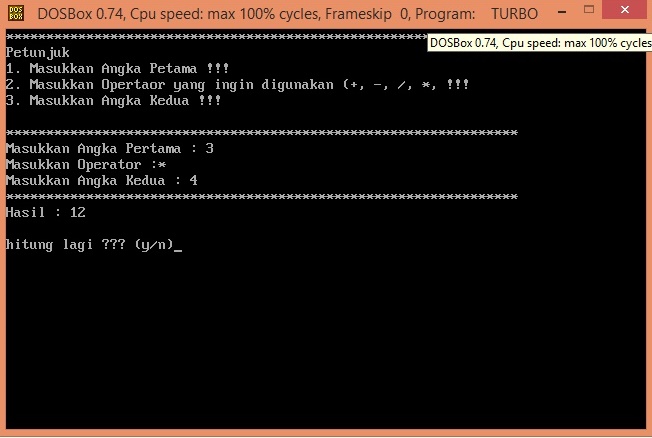 DOS BOX DOSBox 0.74, Cpu speed: max 100% cycles, Frameskip 0, Program: TURBO
DOSBox 0.74, Cpu speed: max 100% cycles
****************************************************************
Petunjuk
1. Masukkan Angka Petama !!!
2. Masukkan Opertaor yang ingin digunakan (+, -, /, *, !!!
3. Masukkan Angka Kedua !!!
****************************************************************
Masukkan Angka Pertama : 3
Masukkan Operator :*
Masukkan Angka Kedua : 4
****************************************************************
Hasil : 12
hitung lagi ??? (y/n)_